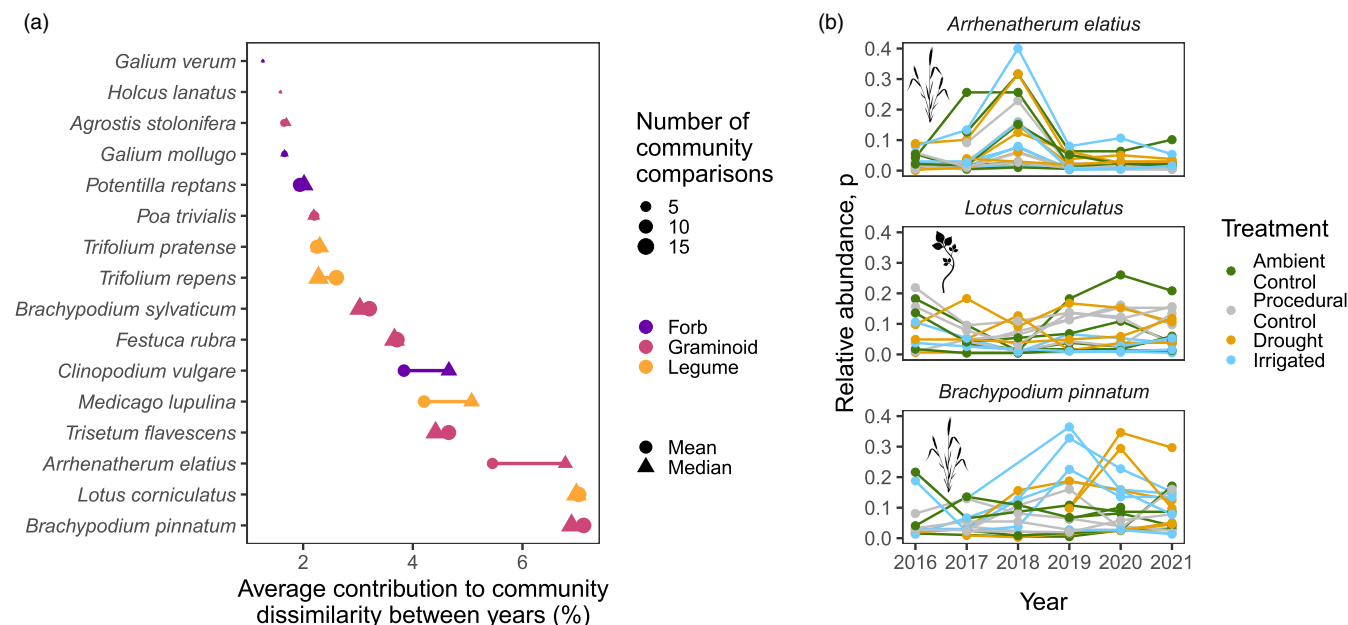 (a)
Galium verum
Holcus lanatus
Agrostis stolonifera
Galium mollugo
Potentilla reptans
Poa trivialis
Trifolium pratense
Trifolium repens
Brachypodium sylvaticum
Festuca rubra
Clinopodium vulgare
Medicago lupulina
Trisetum flavescens
Arrhenatherum elatius
Lotus corniculatus
Brachypodium pinnatum
2 4 6
Average contribution to community
dissimilarity between years (%)
Number of
community
comparisons
5
10
15
Forb
Graminoid
Legume
Mean
Median
(b)
Relative abundance, p
Arrhenatherum elatius
0.4
0.3
0.2
0.1
0.0
Lotus corniculatus
0.4
0.3
0.2
0.1
0.0
Brachypodium pinnatum
0.4
0.3
0.2
0.1
0.0
2016 2017 2018 2019 2020 2021
Year
Treatment
Ambient
Control
Procedural
Control
Drought
Irrigated